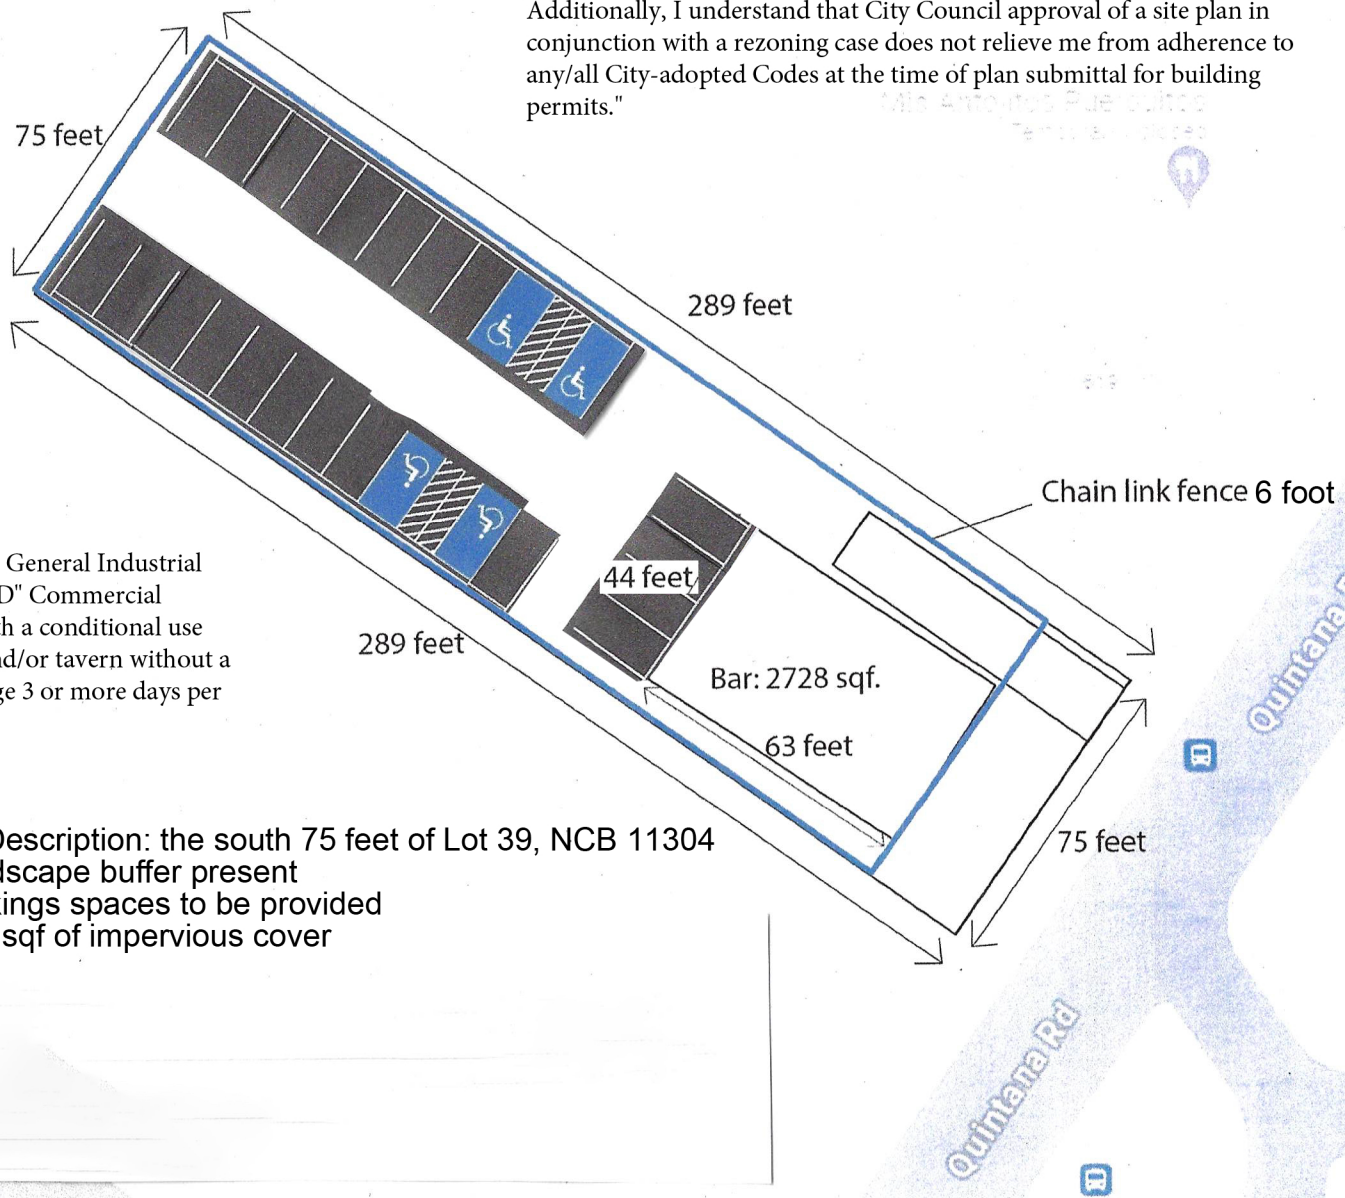 Additionally, I understand that City Council approval of a site plan in
conjunction with a rezoning case does not relieve me from adherence to
any/all City-adopted Codes at the time of plan submittal for building
permits."
75 feet
289 feet
Chain link fence 6 foot
44 feet
General Industrial
D" Commercial
h a conditional use
d/or tavern without a
ge 3 or more days per
289 feet
Bar: 2728 sqf.
63 feet
Quintana
75 feet
Description: the south 75 feet of Lot 39, NCB 11304
dscape buffer present
kings spaces to be provided
sqf of impervious cover
Quintana Rd